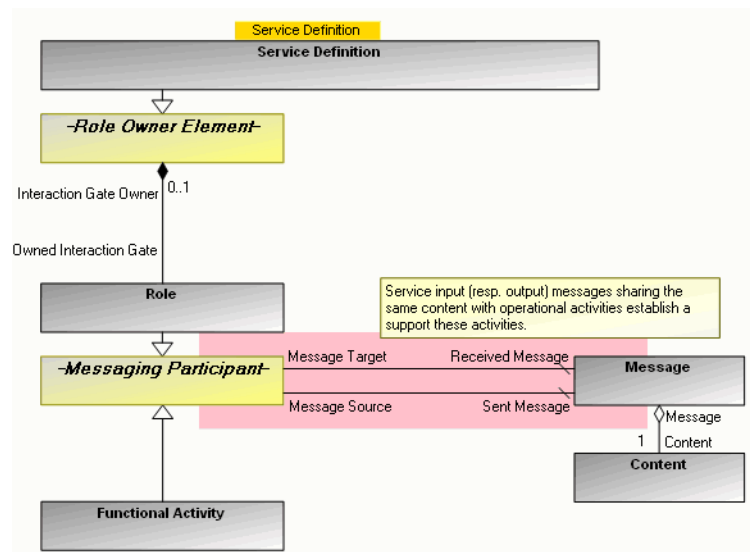 Service Definition
Service Definition
Role Owner Element
Interaction Gate Owner
0..1
Owned Interaction Gate
Role
Service input (resp. output) messages sharing the
same content with operational activities establish a
support these activities.
Messaging Participant
Message Target
Received Message
Message
Message Source
Sent Message
Message
1
Content
Content
Functional Activity